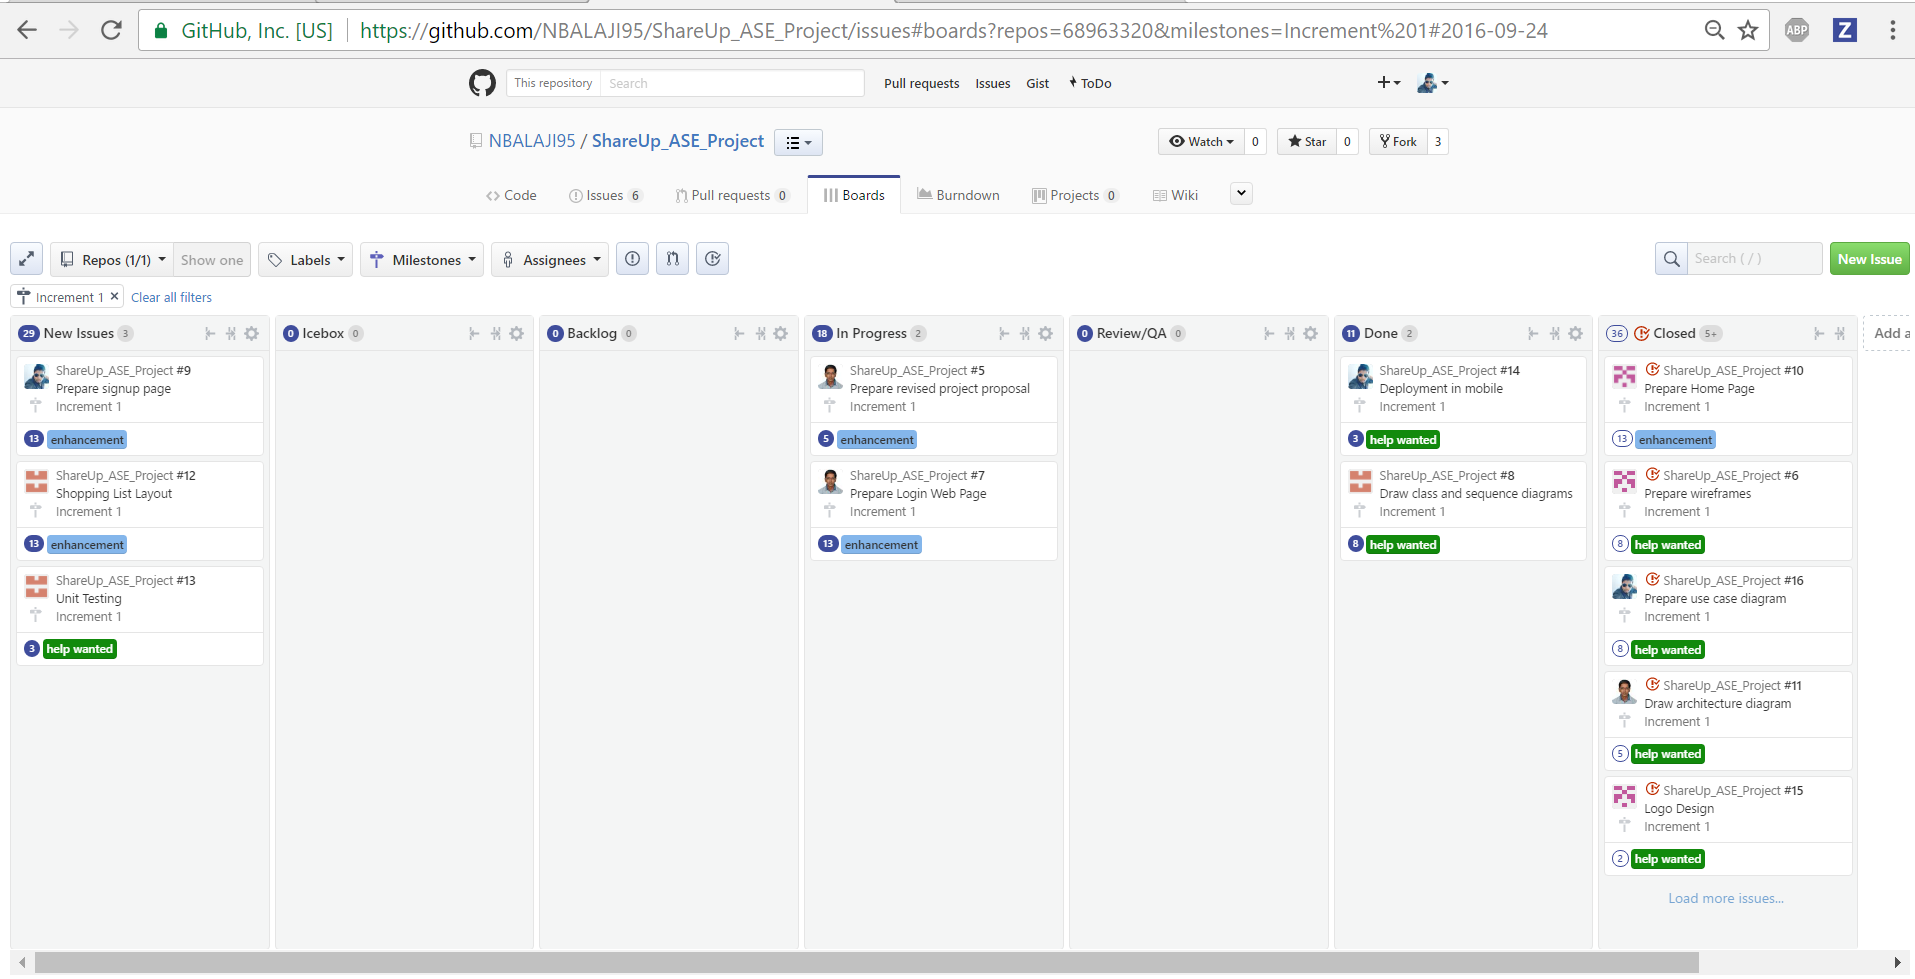 GitHub, Inc. [US] https://github.com/NBALAJI95/ShareUp_ASE_Project/issues#boards?repos=68963320&milestones=Increment%201#2016-09-24 ABP Z
This repository Search Pull requests Issues Gist ToDo
NBALAJI95 / ShareUp_ASE_Project Watch 0 Star 0 Fork 3
Code Issues 6 Pull requests 0 Boards Burndown Projects 0 Wiki
Repos (1/1) Show one Labels Milestones Assignees Search ( / ) New Issue
Increment 1 × Clear all filters
29 New Issues 3
ShareUp_ASE_Project #9
Prepare signup page
Increment 1
13 enhancement
ShareUp_ASE_Project #12
Shopping List Layout
Increment 1
13 enhancement
ShareUp_ASE_Project #13
Unit Testing
Increment 1
3 help wanted
0 Icebox 0
0 Backlog 0
18 In Progress 2
ShareUp_ASE_Project #5
Prepare revised project proposal
Increment 1
5 enhancement
ShareUp_ASE_Project #7
Prepare Login Web Page
Increment 1
13 enhancement
0 Review/QA 0
11 Done 2
ShareUp_ASE_Project #14
Deployment in mobile
Increment 1
3 help wanted
ShareUp_ASE_Project #8
Draw class and sequence diagrams
Increment 1
8 help wanted
36 Closed 5+
ShareUp_ASE_Project #10
Prepare Home Page
Increment 1
13 enhancement
ShareUp_ASE_Project #6
Prepare wireframes
Increment 1
8 help wanted
ShareUp_ASE_Project #16
Prepare use case diagram
Increment 1
8 help wanted
ShareUp_ASE_Project #11
Draw architecture diagram
Increment 1
5 help wanted
ShareUp_ASE_Project #15
Logo Design
Increment 1
2 help wanted
Load more issues...
Add a